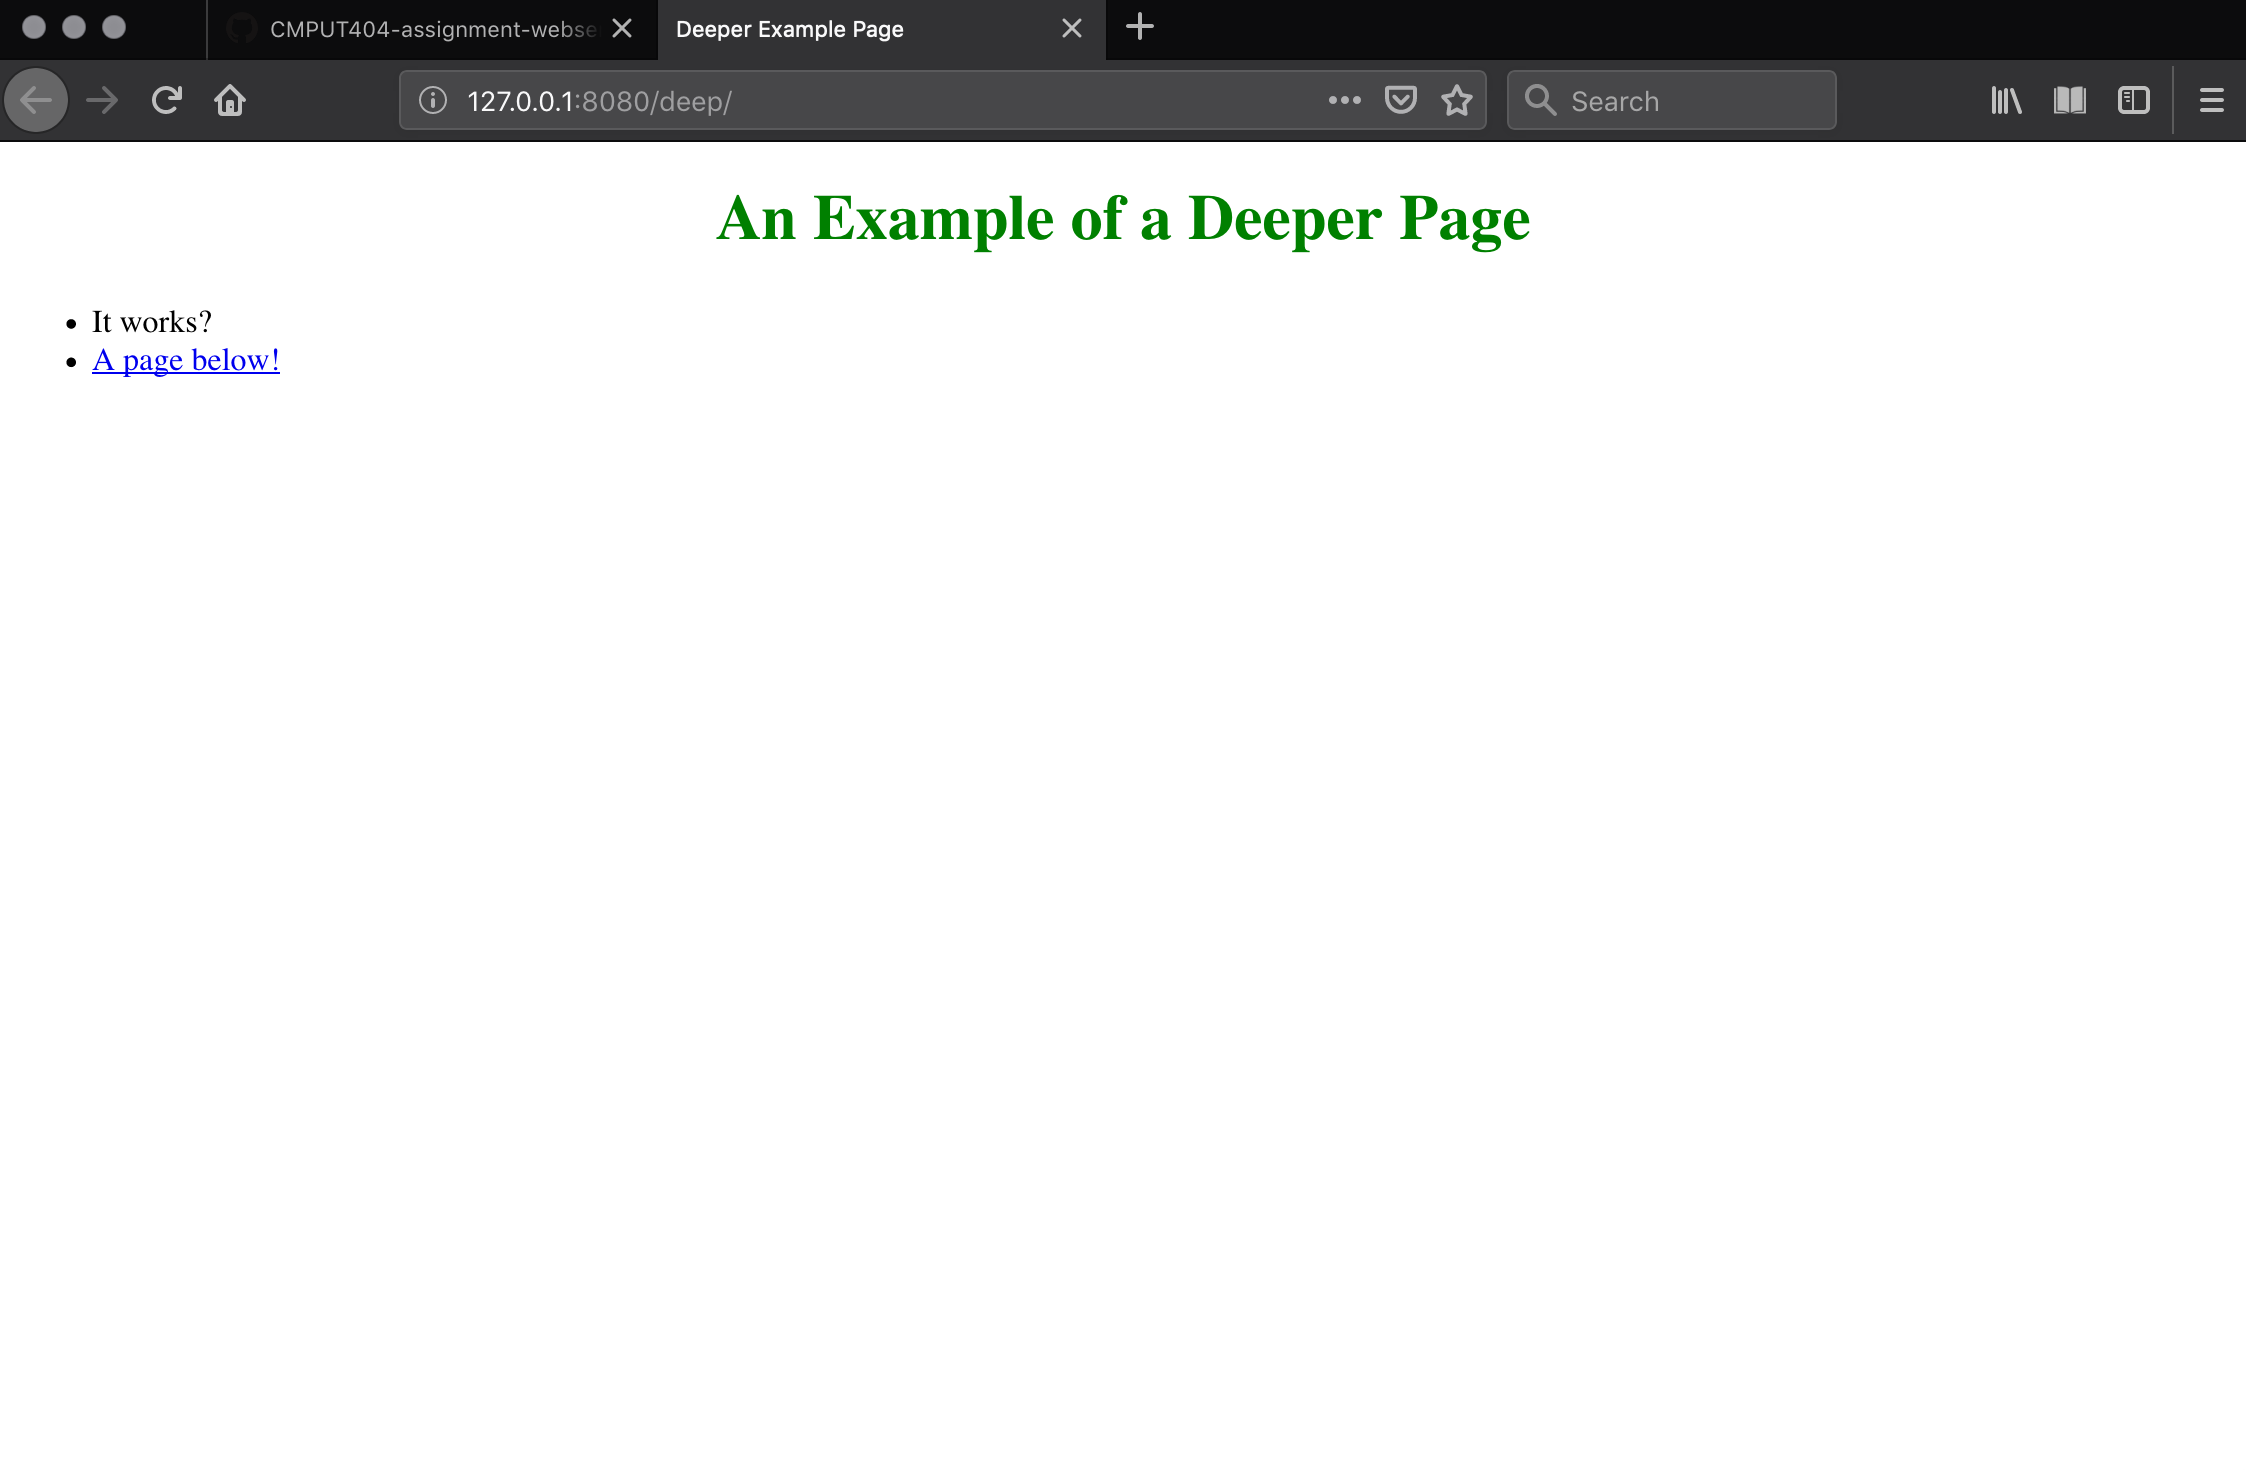 CMPUT404-assignment-webse
Deeper Example Page
127.0.0.1:8080/deep/
Search
An Example of a Deeper Page
It works?
A page below!